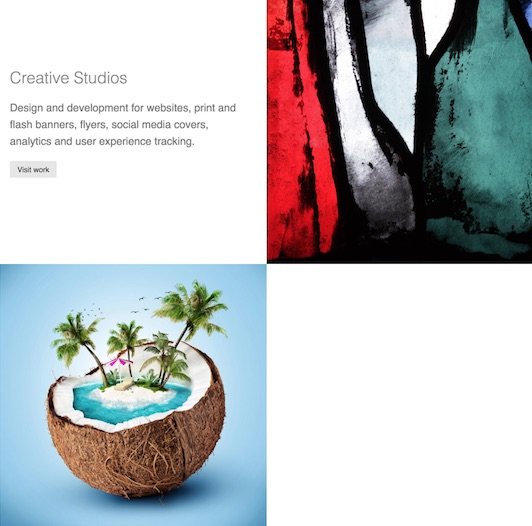 Creative Studios
Design and development for websites, print and
flash banners, flyers, social media covers,
analytics and user experience tracking.
Visit work